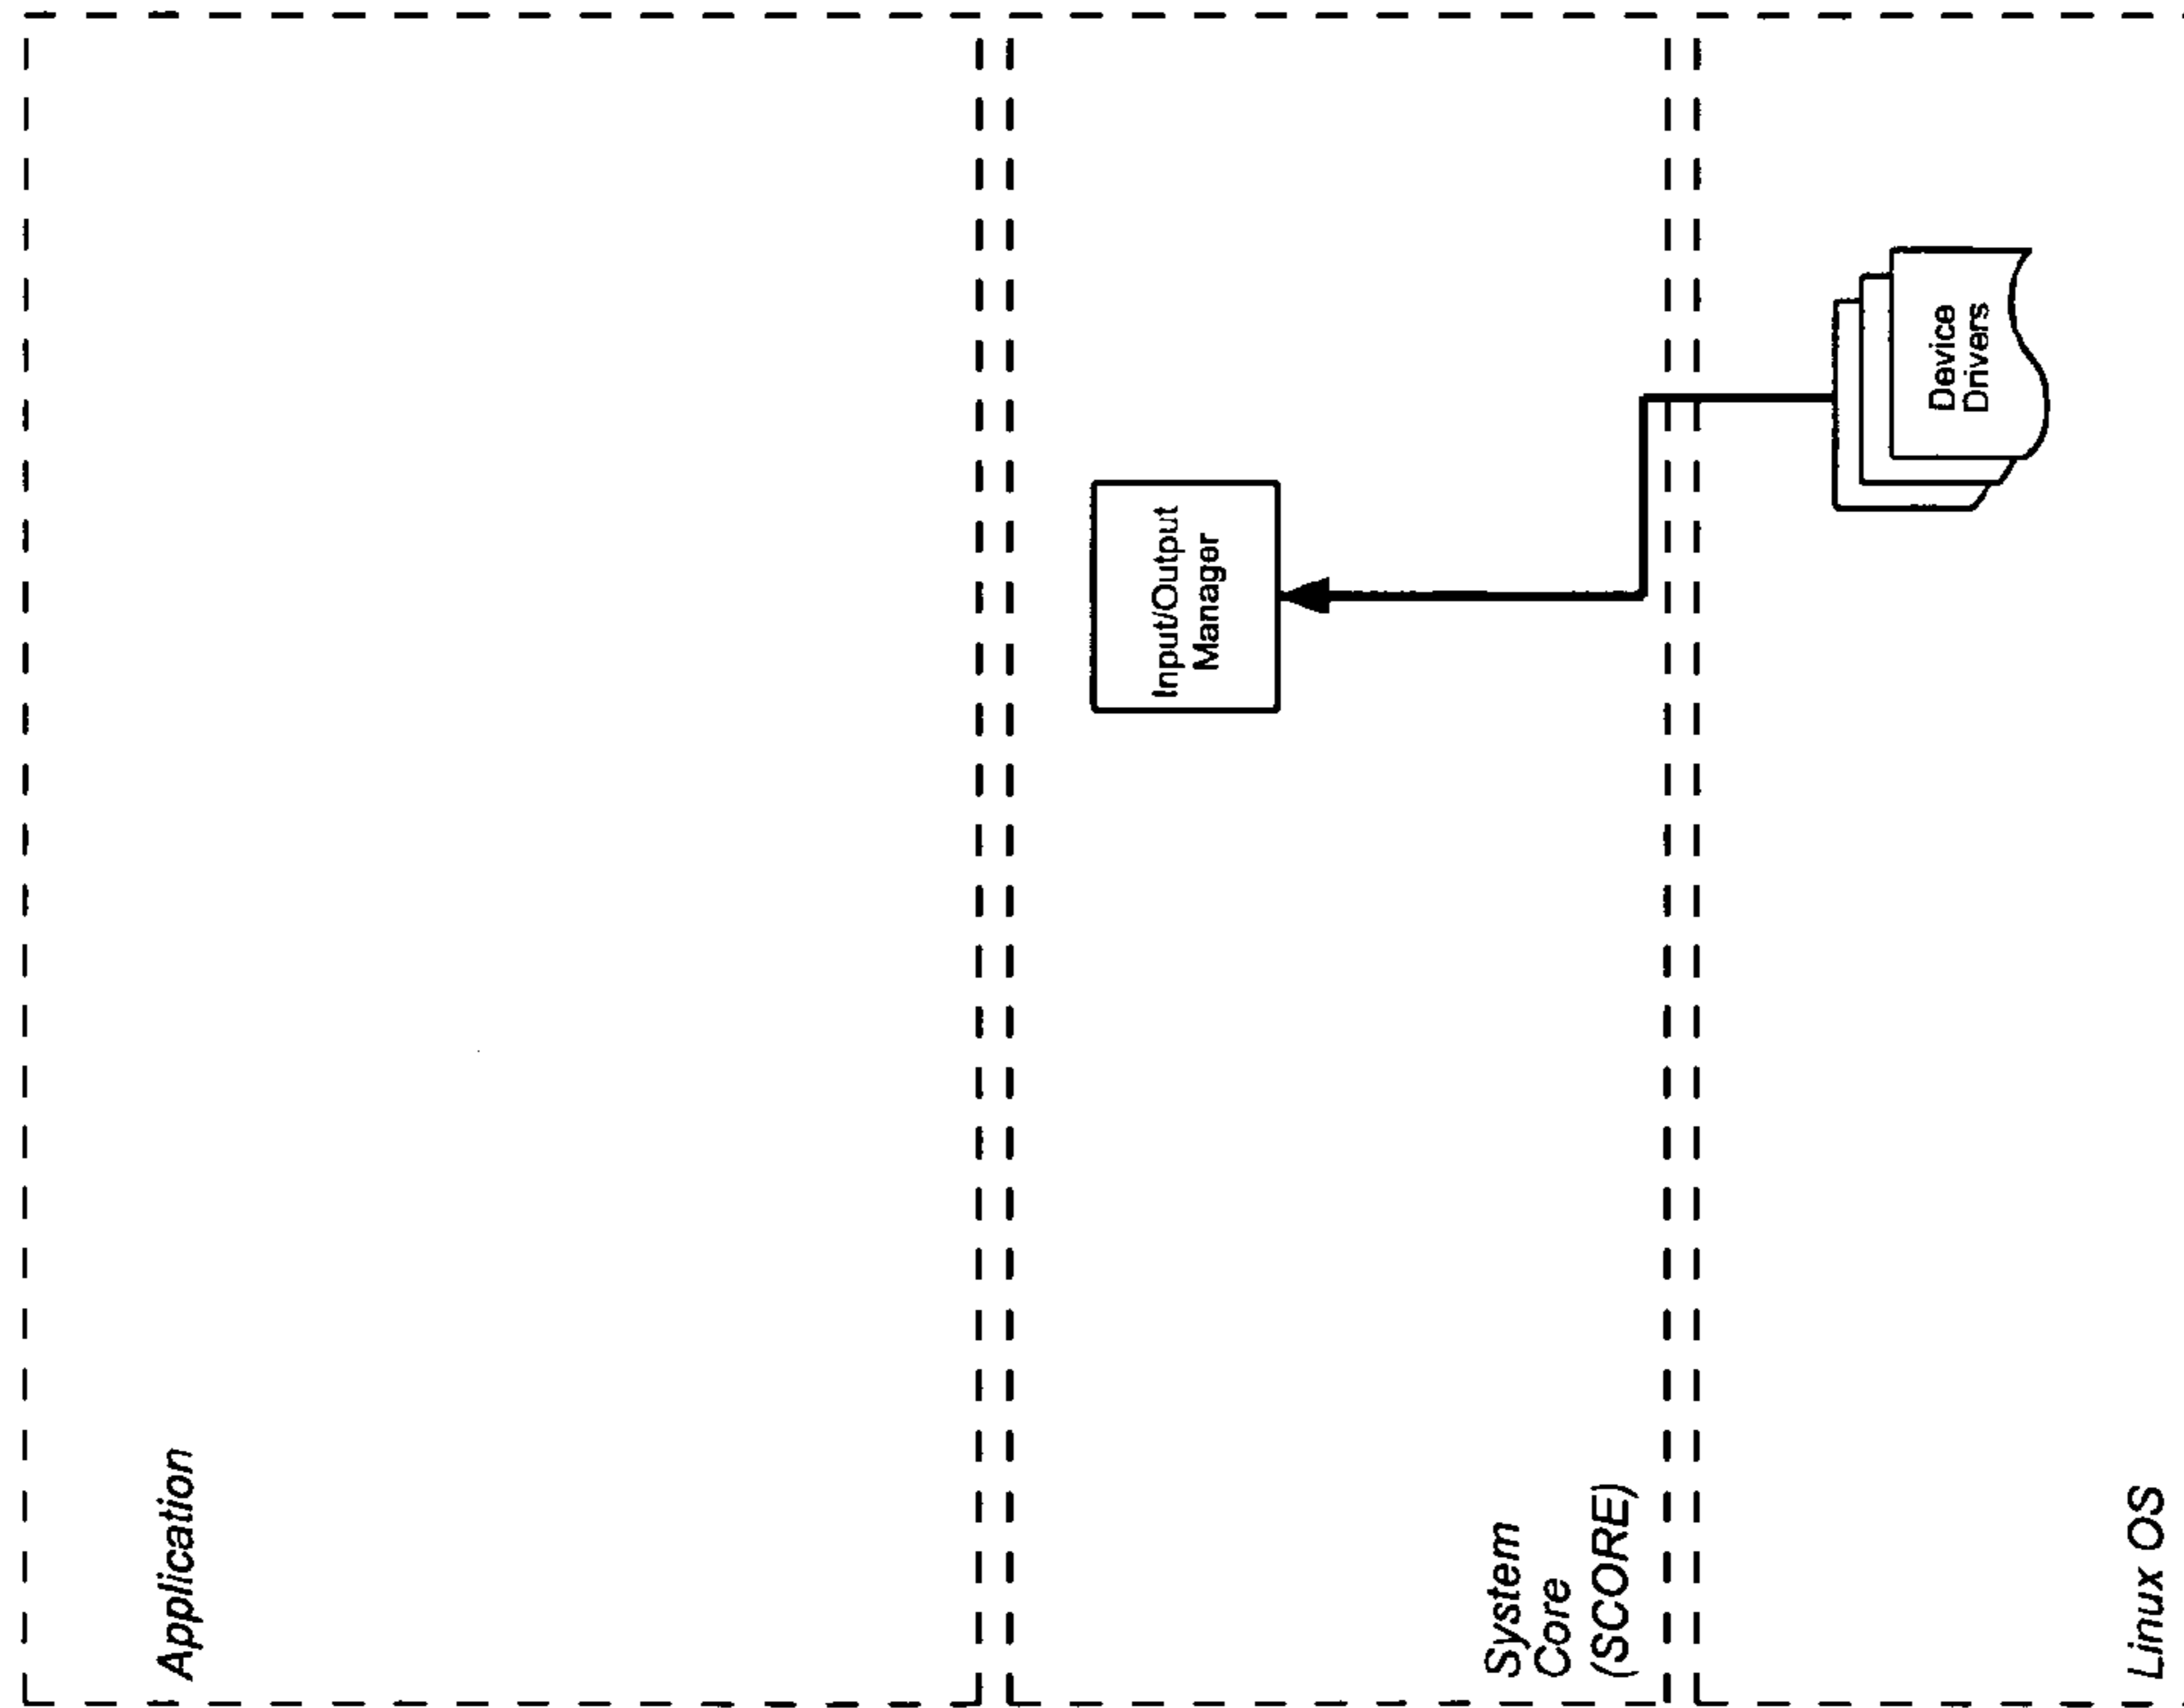 Application
Input/Output
Manager
System
Core
(SCORE)
Device
Drivers
Linux OS